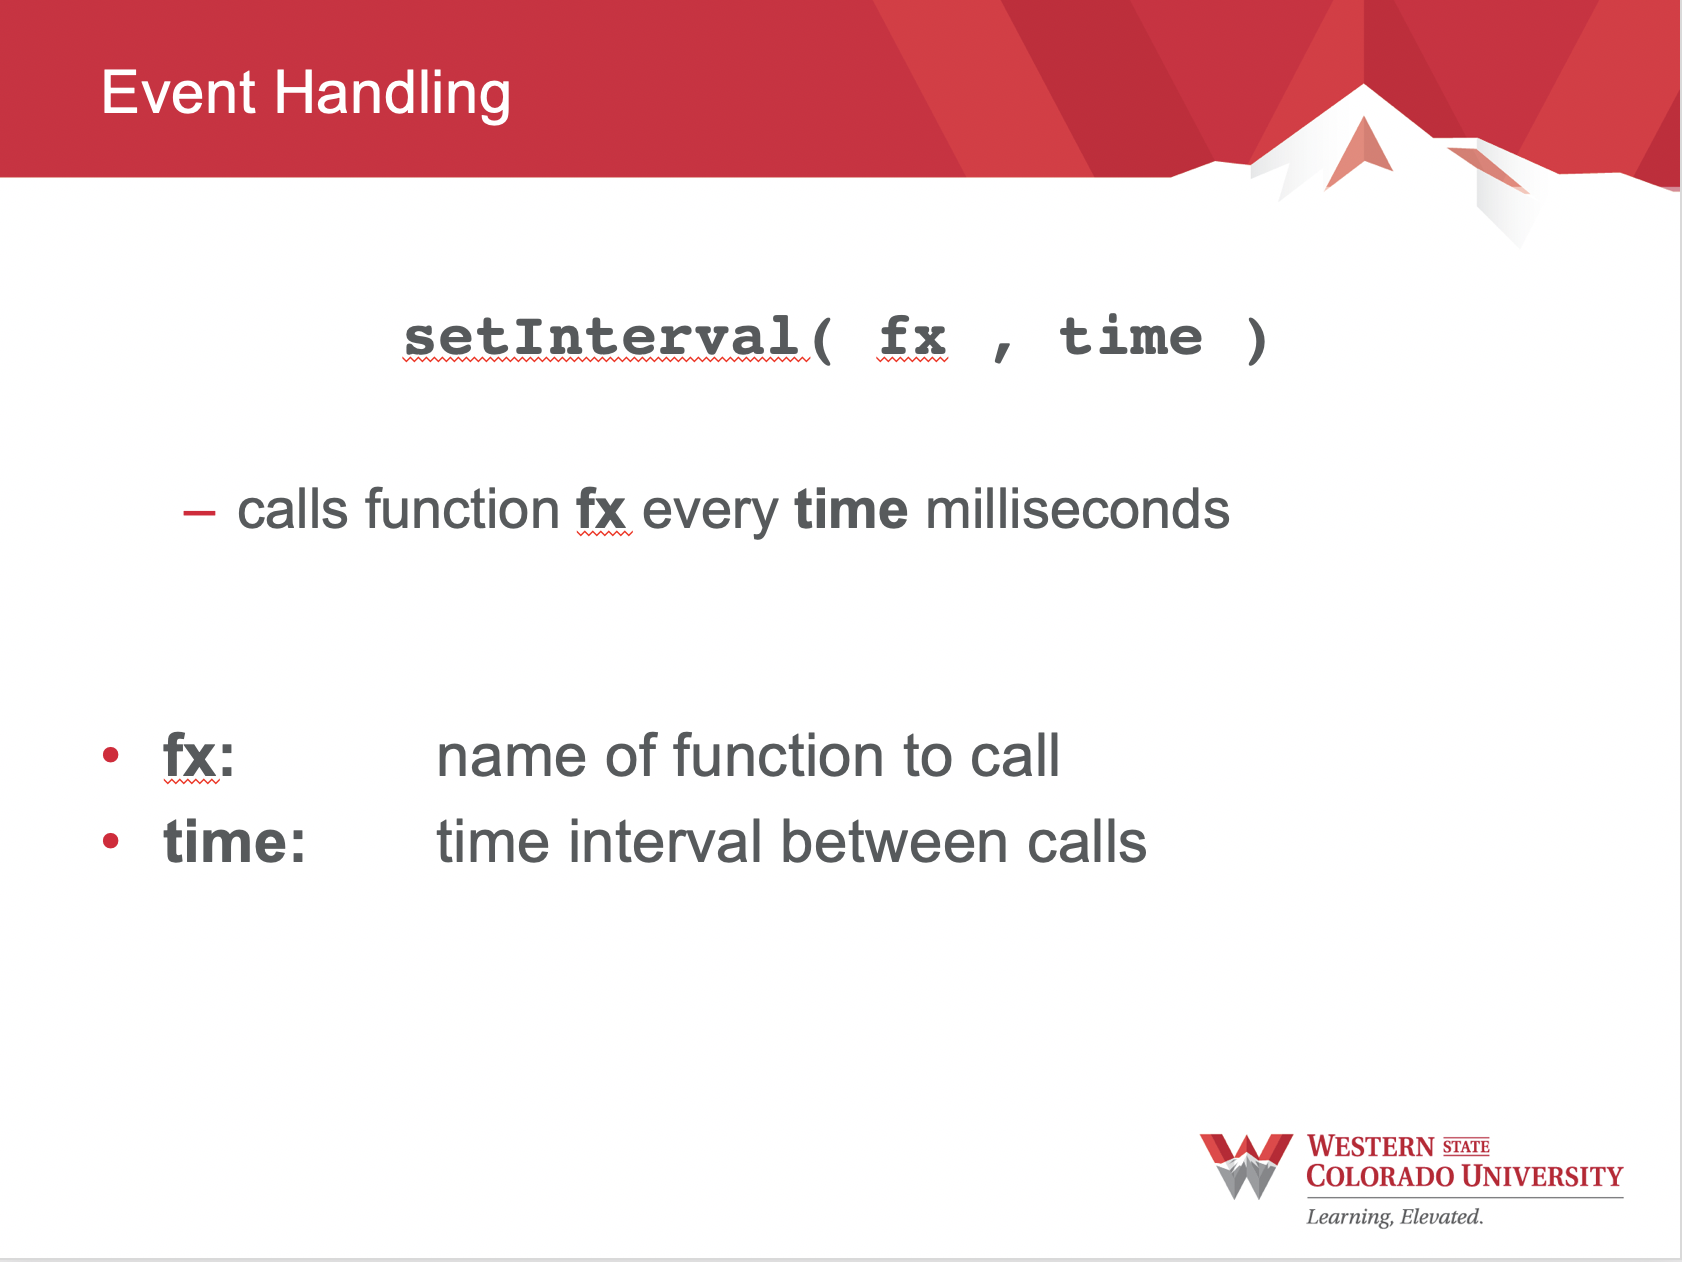 Event Handling
setInterval( fx , time )
– calls function fx every time milliseconds
• fx: name of function to call
• time: time interval between calls
WESTERN STATE
COLORADO UNIVERSITY
Learning, Elevated.